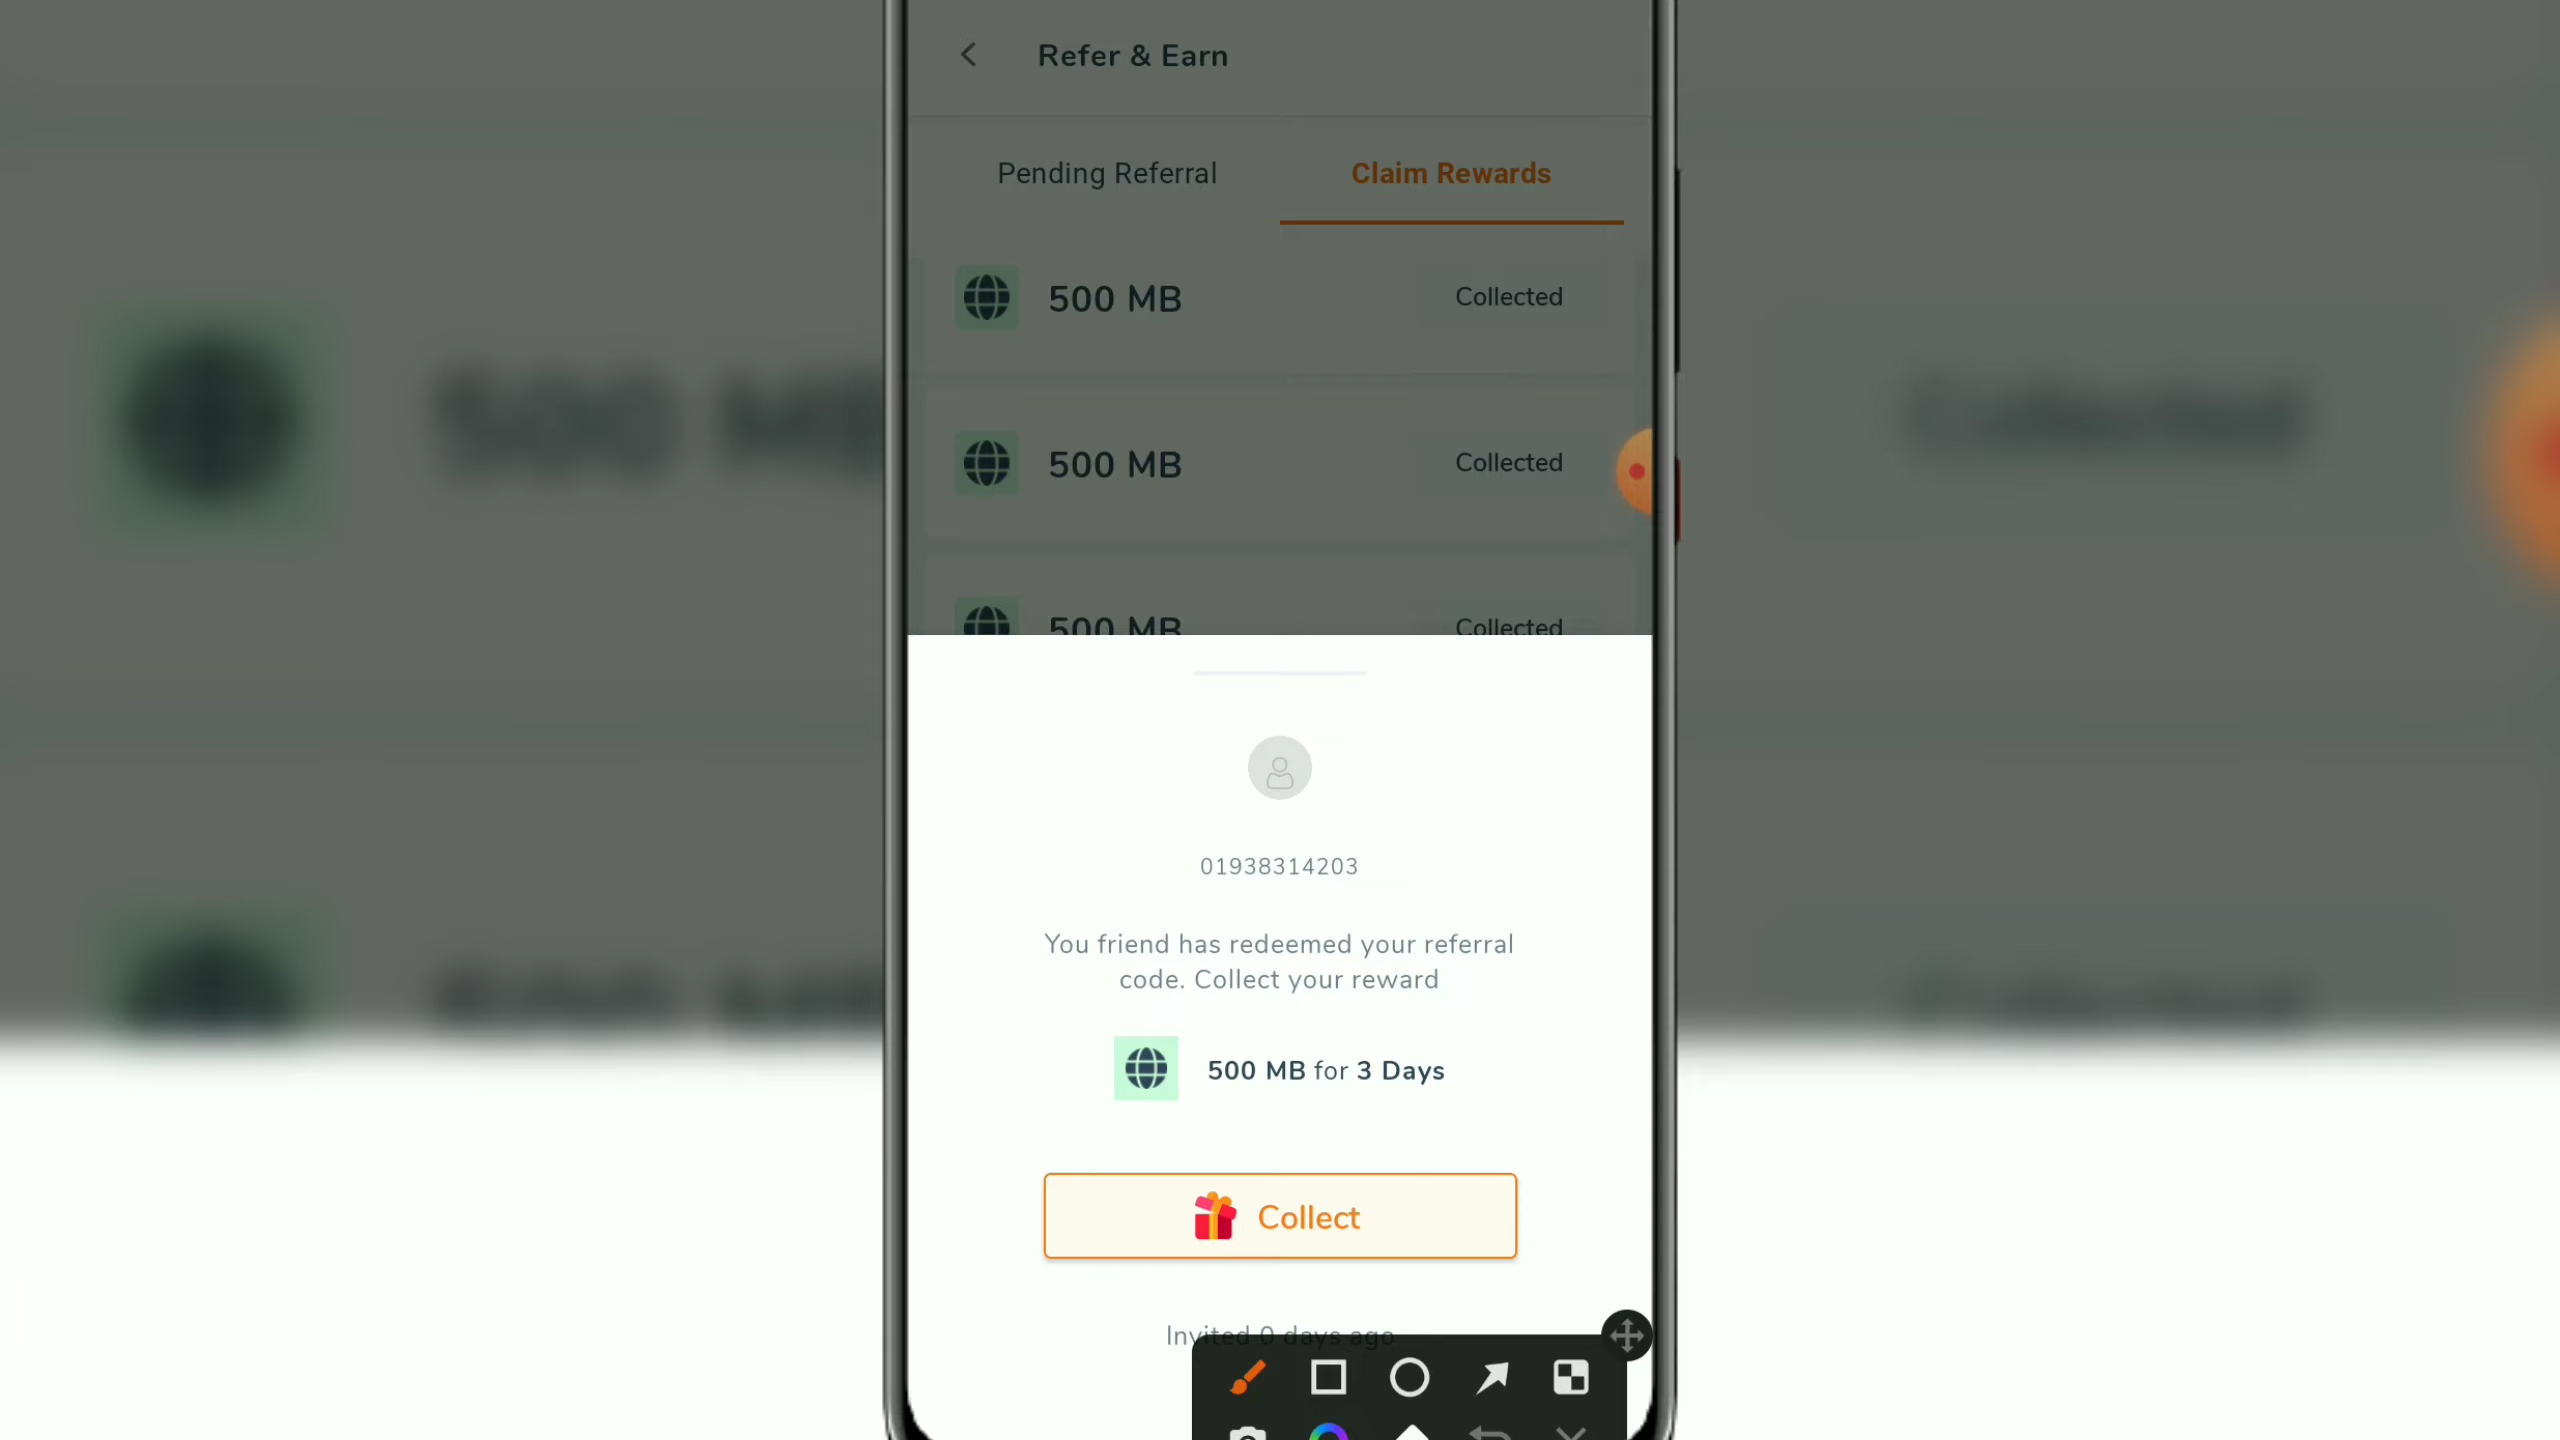 Refer & Earn
Pending Referral
Claim Rewards
500 MB
Collected
500 MB
Collected
500 MB
Collected
01938314203
You friend has redeemed your referral
code. Collect your reward
500 MB for 3 Days
Collect
Invited 0 days ago